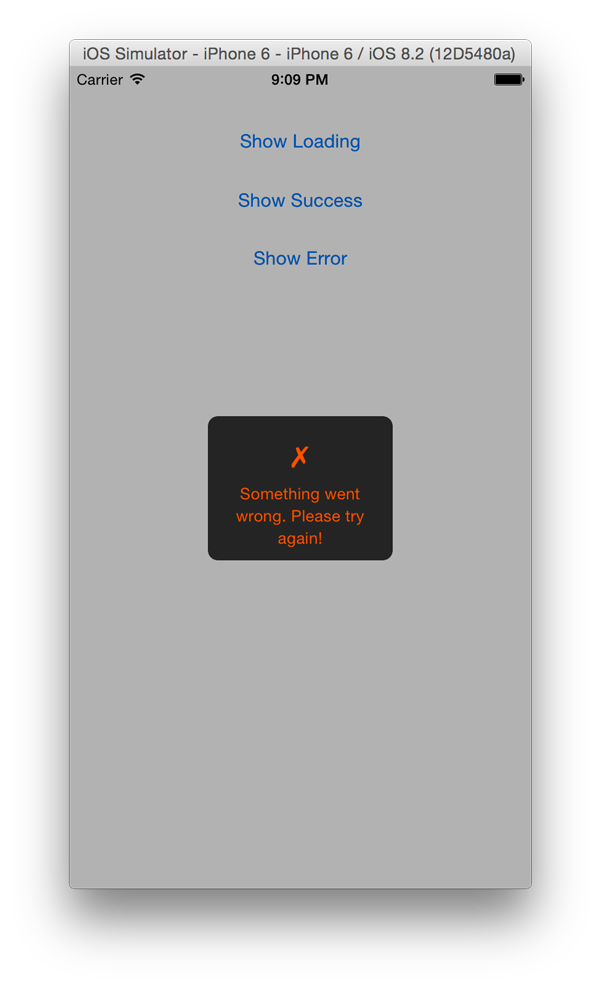 iOS Simulator - iPhone 6 - iPhone 6 / iOS 8.2 (12D5480a)
Carrier 9:09 PM
Show Loading
Show Success
Show Error
✗
Something went
wrong. Please try
again!